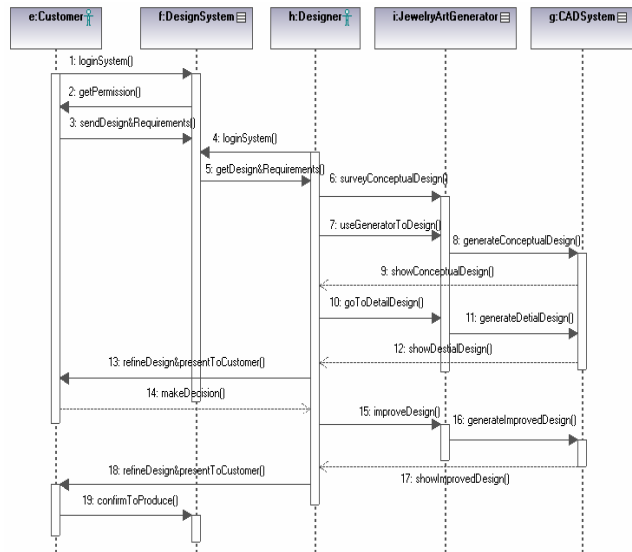 e:Customer
f:DesignSystem
h:Designer
i:JewelryArtGenerator
g:CADSystem
1: loginSystem()
2: getPermission()
3: sendDesign&Requirements()
4: loginSystem()
5: getDesign&Requirements()
6: surveyConceptualDesign()
7: useGeneratorToDesign()
8: generateConceptualDesign()
9: showConceptualDesign()
10: goToDetailDesign()
11: generateDetialDesign()
12: showDestialDesign()
13: refineDesign&presentToCustomer()
14: makeDecision()
15: improveDesign()
16: generateImprovedDesign()
17: showImprovedDesign()
18: refineDesign&presentToCustomer()
19: confirmToProduce()